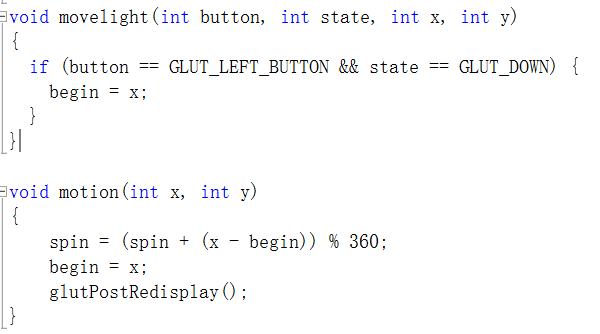 void movelight(int button, int state, int x, int y)
{
if (button == GLUT_LEFT_BUTTON && state == GLUT_DOWN) {
begin = x;
}
}
void motion(int x, int y)
{
spin = (spin + (x - begin)) % 360;
begin = x;
glutPostRedisplay();
}